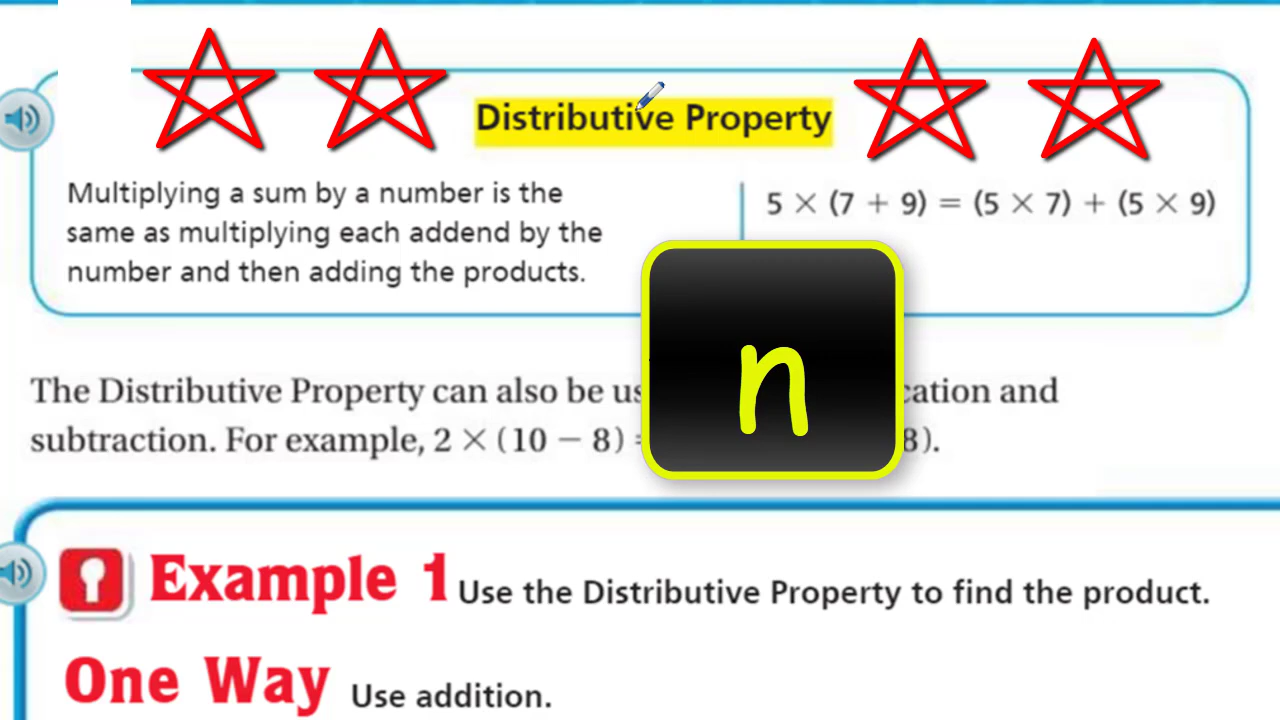 Distributive Property
Multiplying a sum by a number is the
same as multiplying each addend by the
number and then adding the products.
5 × (7 + 9) = (5 × 7) + (5 × 9)
n
The Distributive Property can also be and
subtraction. For example, 2 × (10 − 8) 8).
Example 1 Use the Distributive Property to find the product.
One Way Use addition.